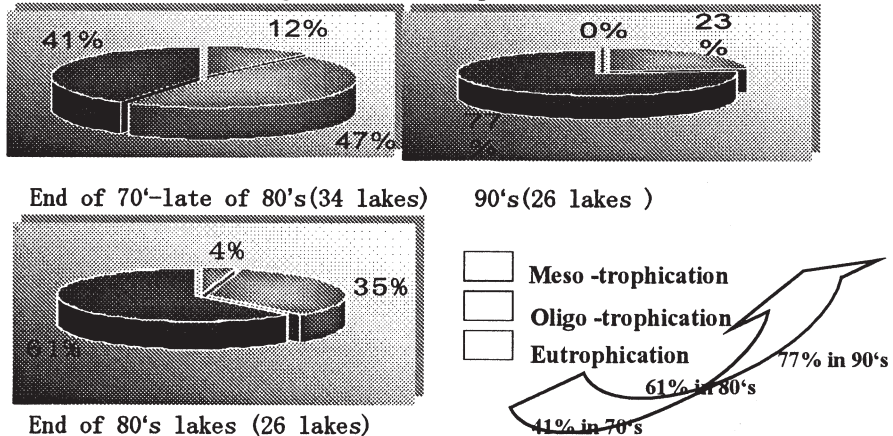 41%
12%
47%
0%
23
%
77
%
End of 70‘-late of 80's(34 lakes)
90‘s(26 lakes )
4%
35%
61%
End of 80's lakes (26 lakes)
Meso -trophication
Oligo -trophication
Eutrophication
77% in 90‘s
61% in 80‘s
41% in 70's